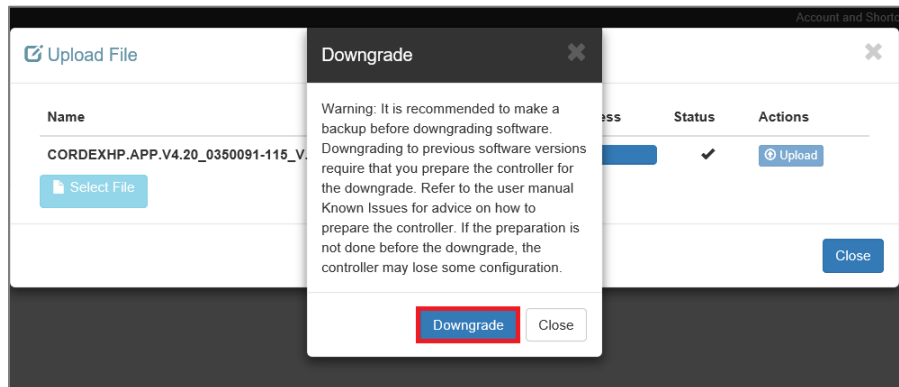 Account and Shortc
Upload File
Downgrade
Name
ess
Status
Actions
CORDEXHP.APP.V4.20_0350091-115_V.
Upload
Select File
Warning: It is recommended to make a
backup before downgrading software.
Downgrading to previous software versions
require that you prepare the controller for
the downgrade. Refer to the user manual
Known Issues for advice on how to
prepare the controller. If the preparation is
not done before the downgrade, the
controller may lose some configuration.
Close
Downgrade
Close